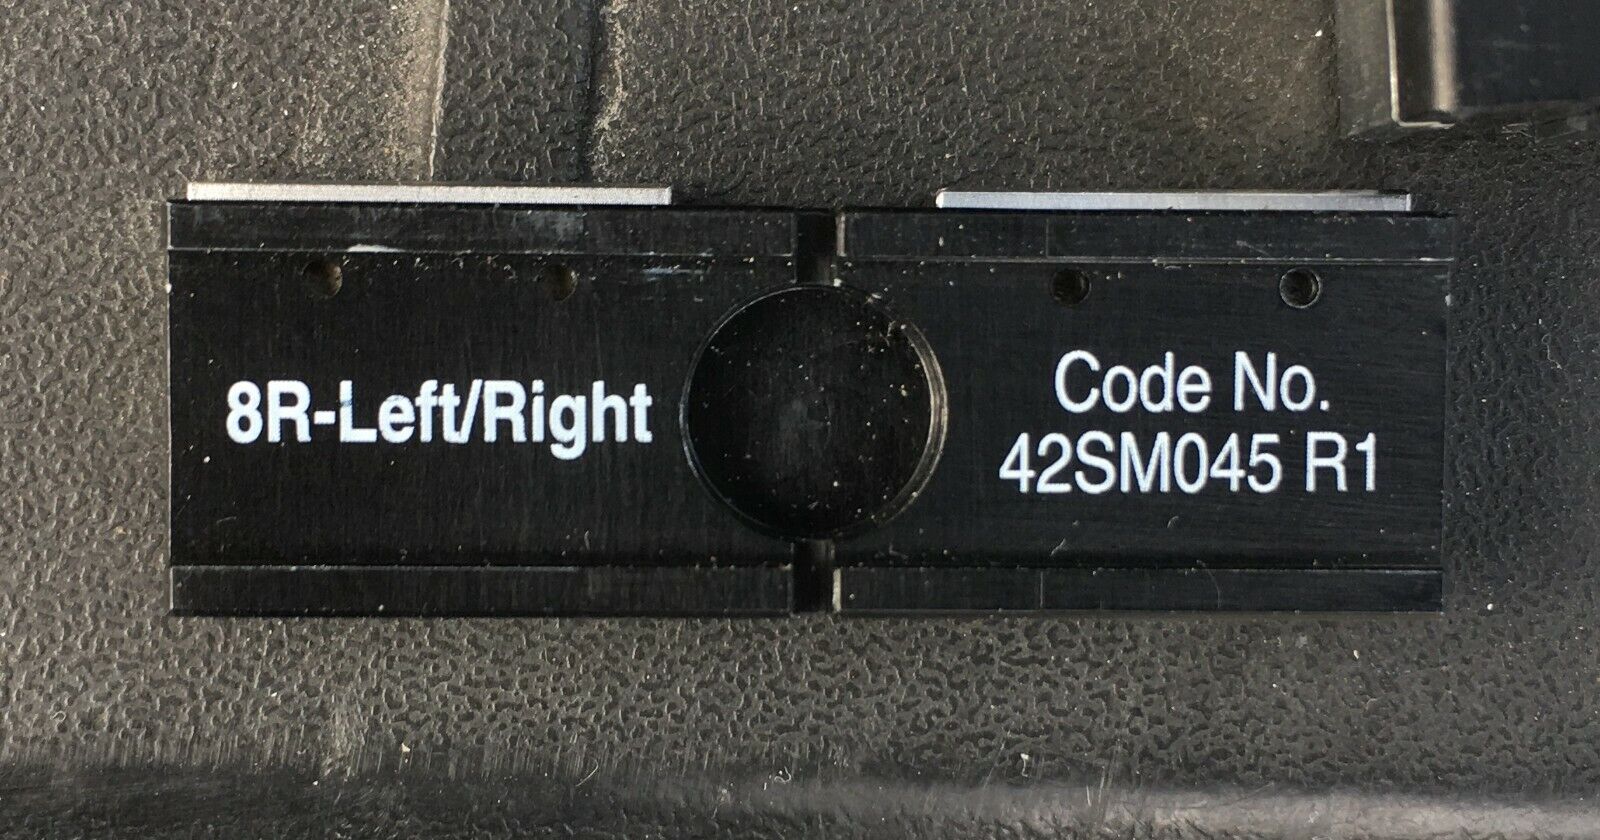 8R-Left/Right
Code No.
42SM045 R1